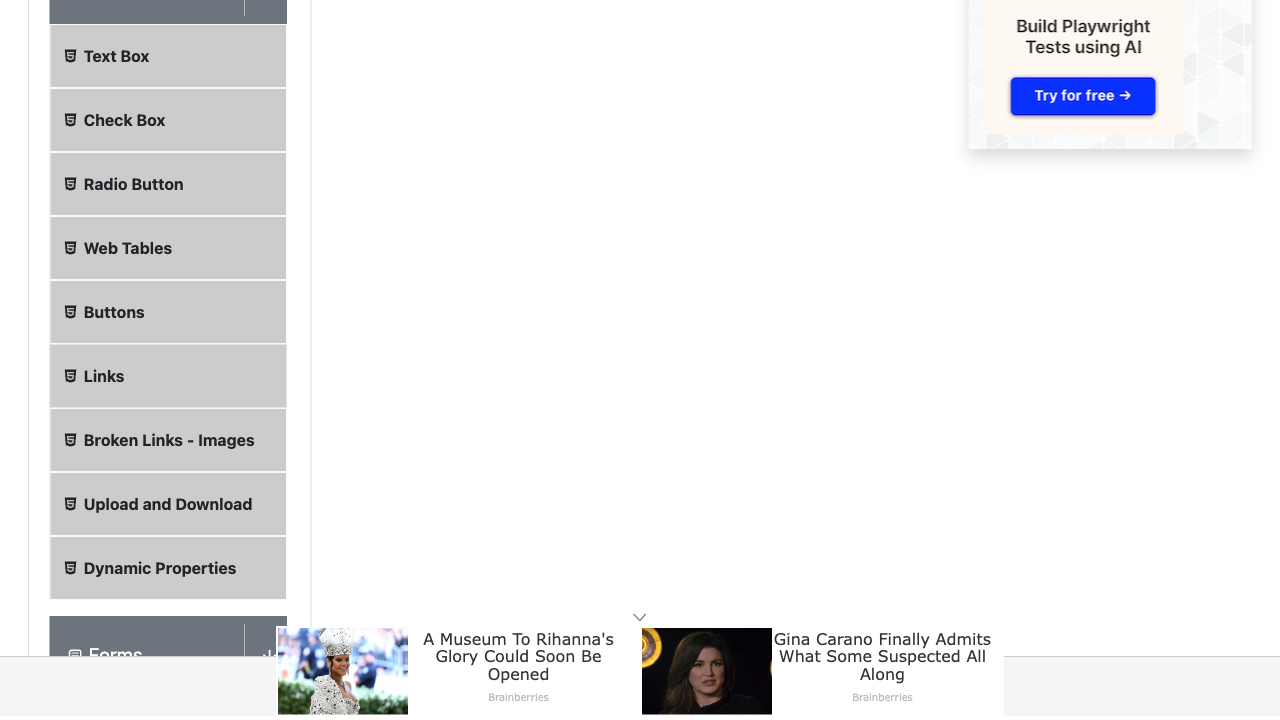 Text Box
Check Box
Radio Button
Web Tables
Buttons
Links
Broken Links - Images
Upload and Download
Dynamic Properties
Forms
Build Playwright
Tests using AI
Try for free →
A Museum To Rihanna's
Glory Could Soon Be
Opened
Brainberries
Gina Carano Finally Admits
What Some Suspected All
Along
Brainberries